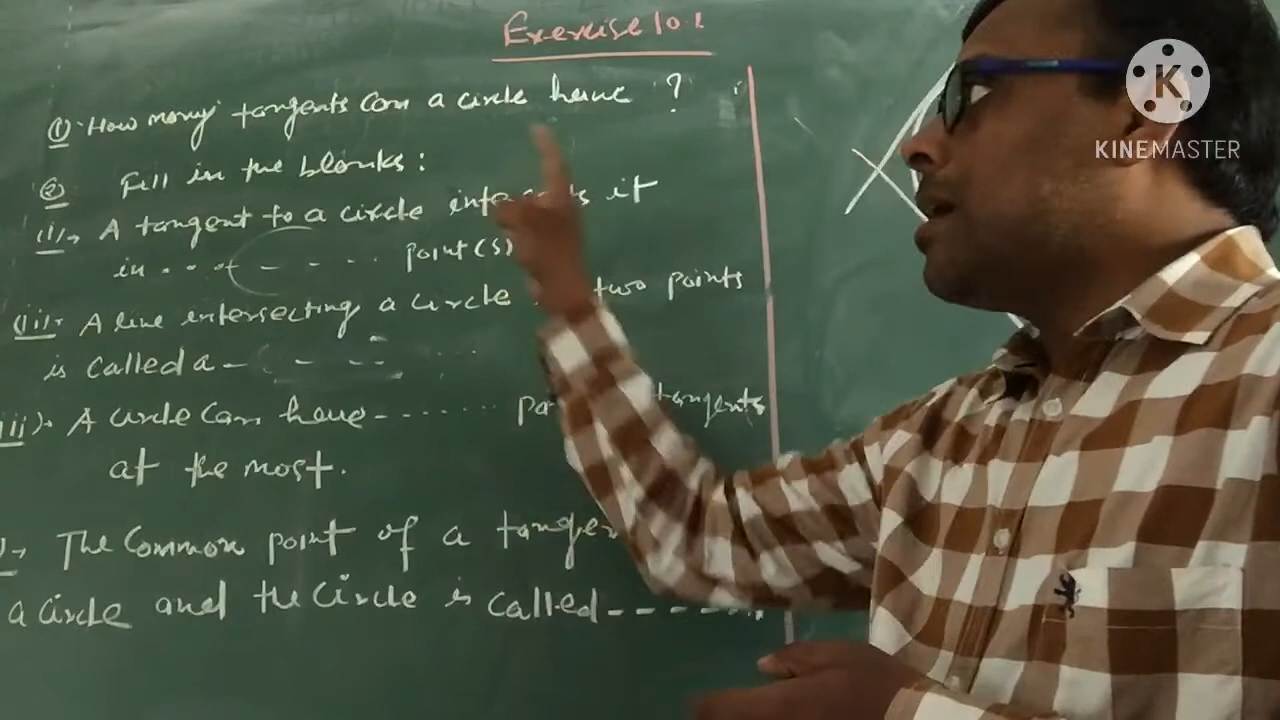 Exercise 10.1
① How many tangents can a circle have ?
② Fill in the blanks :
(i). A tangent to a circle intersects it
in . . of - - - . . point (s)
(ii). A line intersecting a circle two points
is called a - - - -
(iii). A circle can have - - - ...... tangents
at the most.
The Common point of a tangent
a circle and the circle is called - - - - - -
K
KINEMASTER